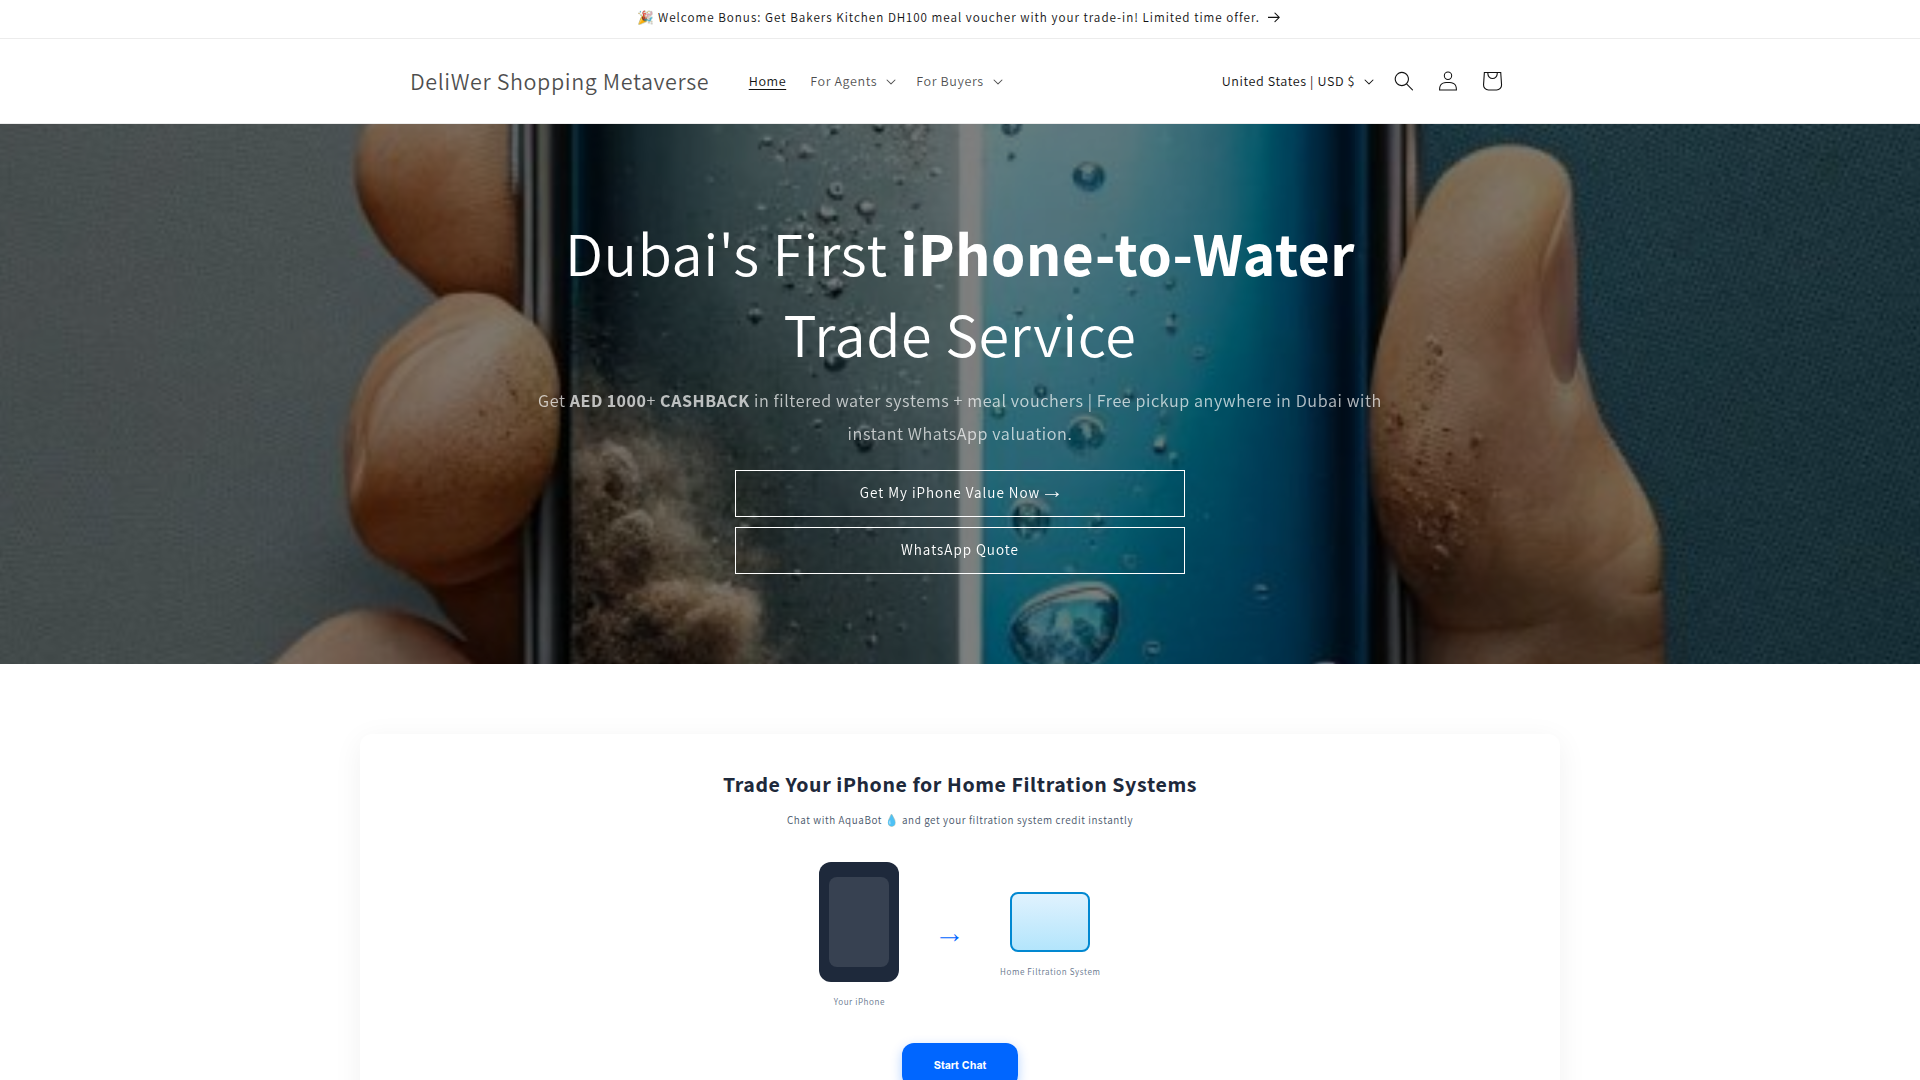 🎉 Welcome Bonus: Get Bakers Kitchen DH100 meal voucher with your trade-in! Limited time offer. →
DeliWer Shopping Metaverse
Home
For Agents
For Buyers
United States | USD $
Dubai's First iPhone-to-Water
Trade Service
Get AED 1000+ CASHBACK in filtered water systems + meal vouchers | Free pickup anywhere in Dubai with
instant WhatsApp valuation.
Get My iPhone Value Now →
WhatsApp Quote
Trade Your iPhone for Home Filtration Systems
Chat with AquaBot 💧 and get your filtration system credit instantly
→
Home Filtration System
Your iPhone
Start Chat